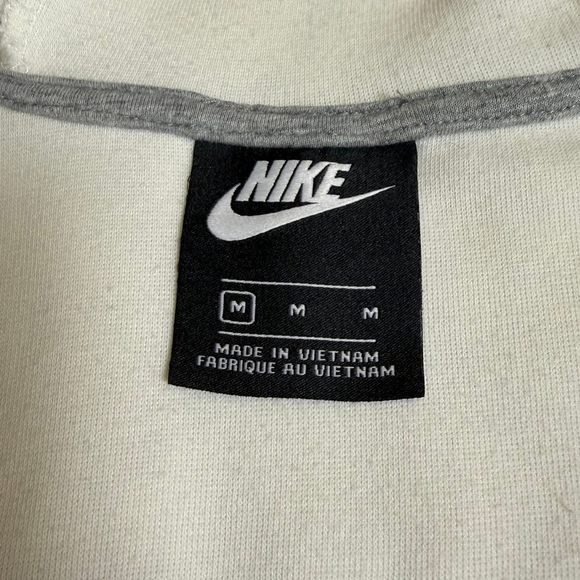 NIKE
M M M
MADE IN VIETNAM
FABRIQUE AU VIETNAM